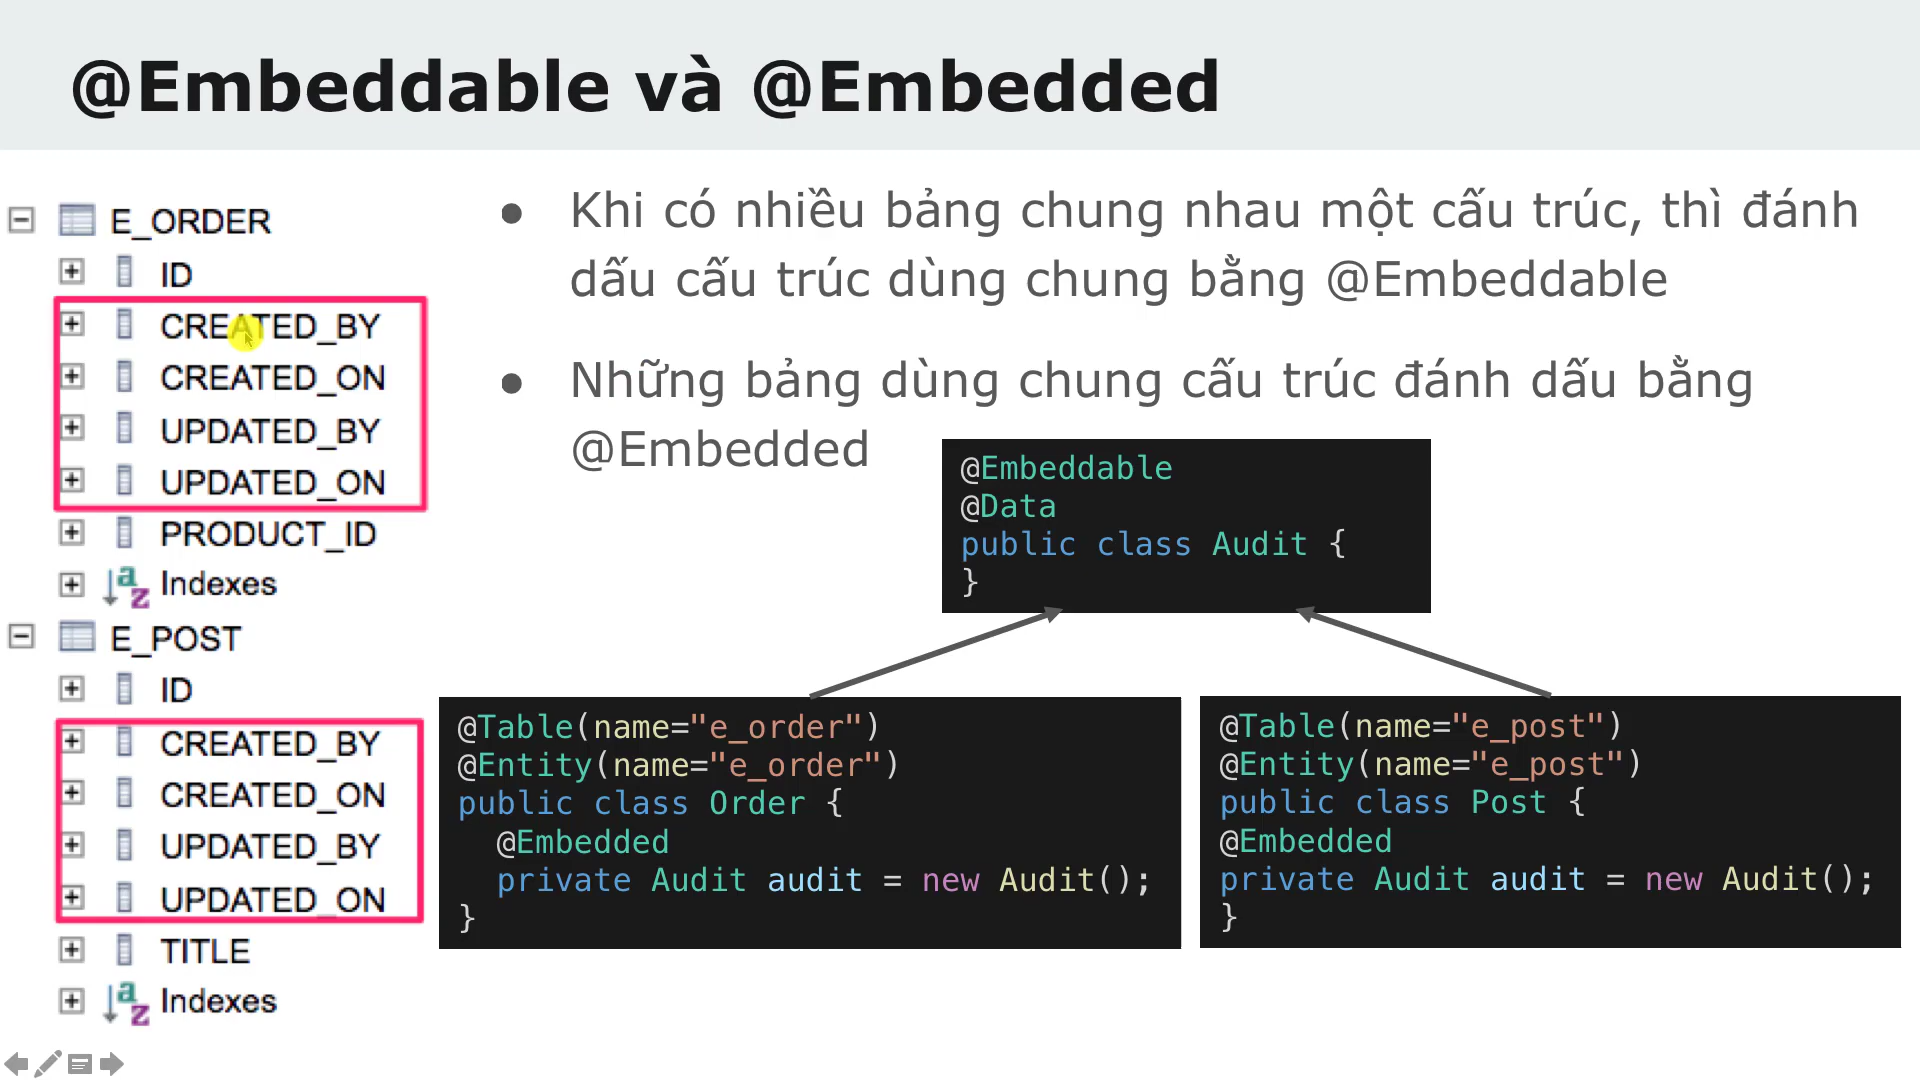 @Embeddable và @Embedded
E_ORDER
ID
CREATED_BY
CREATED_ON
UPDATED_BY
UPDATED_ON
PRODUCT_ID
Indexes
E_POST
ID
CREATED_BY
CREATED_ON
UPDATED_BY
UPDATED_ON
TITLE
Indexes
● Khi có nhiều bảng chung nhau một cấu trúc, thì đánh
dấu cấu trúc dùng chung bằng @Embeddable
● Những bảng dùng chung cấu trúc đánh dấu bằng
@Embedded
@Embeddable
@Data
public class Audit {
}
@Table(name="e_order")
@Entity(name="e_order")
public class Order {
  @Embedded
  private Audit audit = new Audit();
}
@Table(name="e_post")
@Entity(name="e_post")
public class Post {
@Embedded
private Audit audit = new Audit();
}